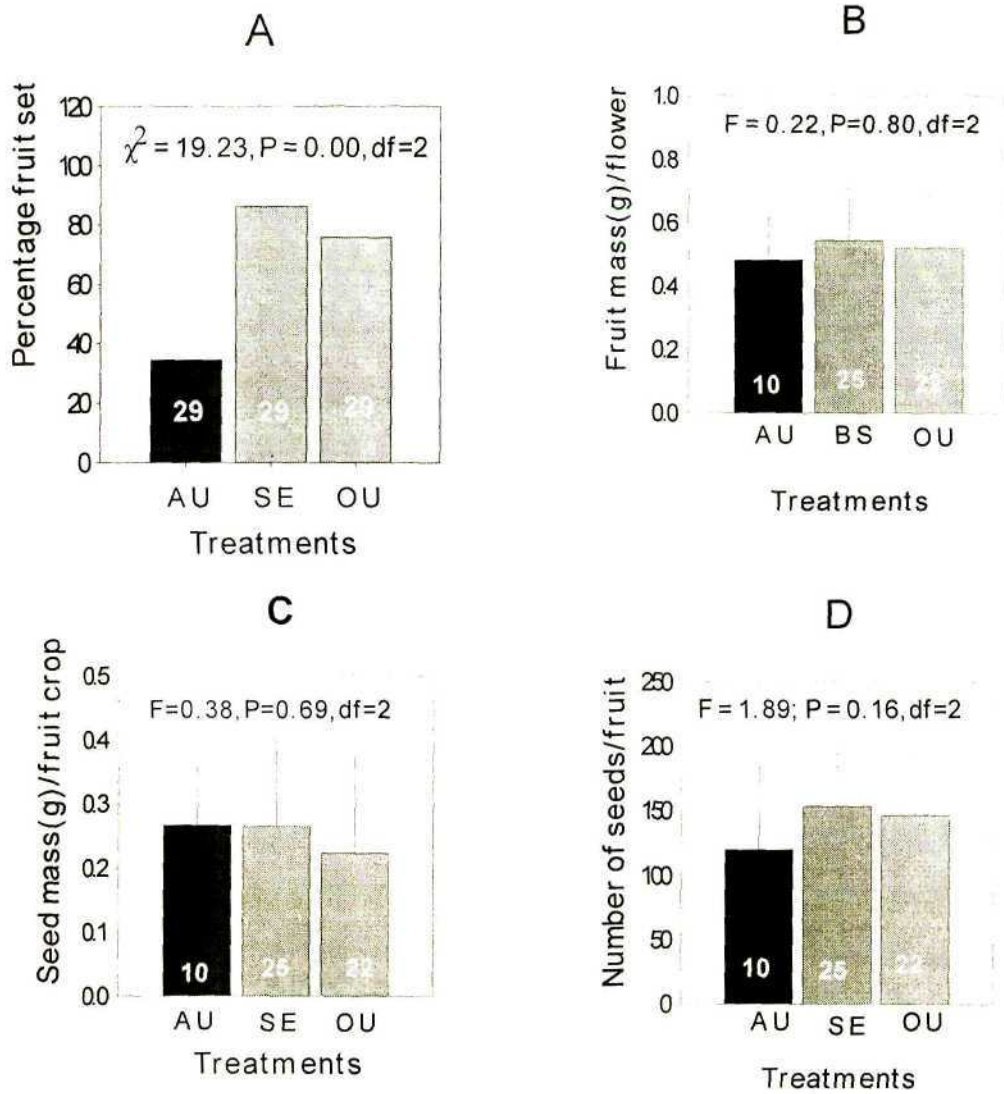 A
Percentage fruit set
120
100
80
60
40
20
0
χ² = 19.23, P = 0.00, df=2
29
29
29
AU SE OU
Treatments
B
Fruit mass(g)/flower
1.0
0.8
0.6
0.4
0.2
0.0
F = 0.22, P=0.80, df=2
10
25
AU BS OU
Treatments
C
Seed mass(g)/fruit crop
0.5
0.4
0.3
0.2
0.1
0.0
F=0.38, P=0.69, df=2
10
25
22
AU SE OU
Treatments
D
Number of seeds/fruit
250
200
150
100
50
0
F = 1.89; P = 0.16, df=2
10
25
22
AU SE OU
Treatments